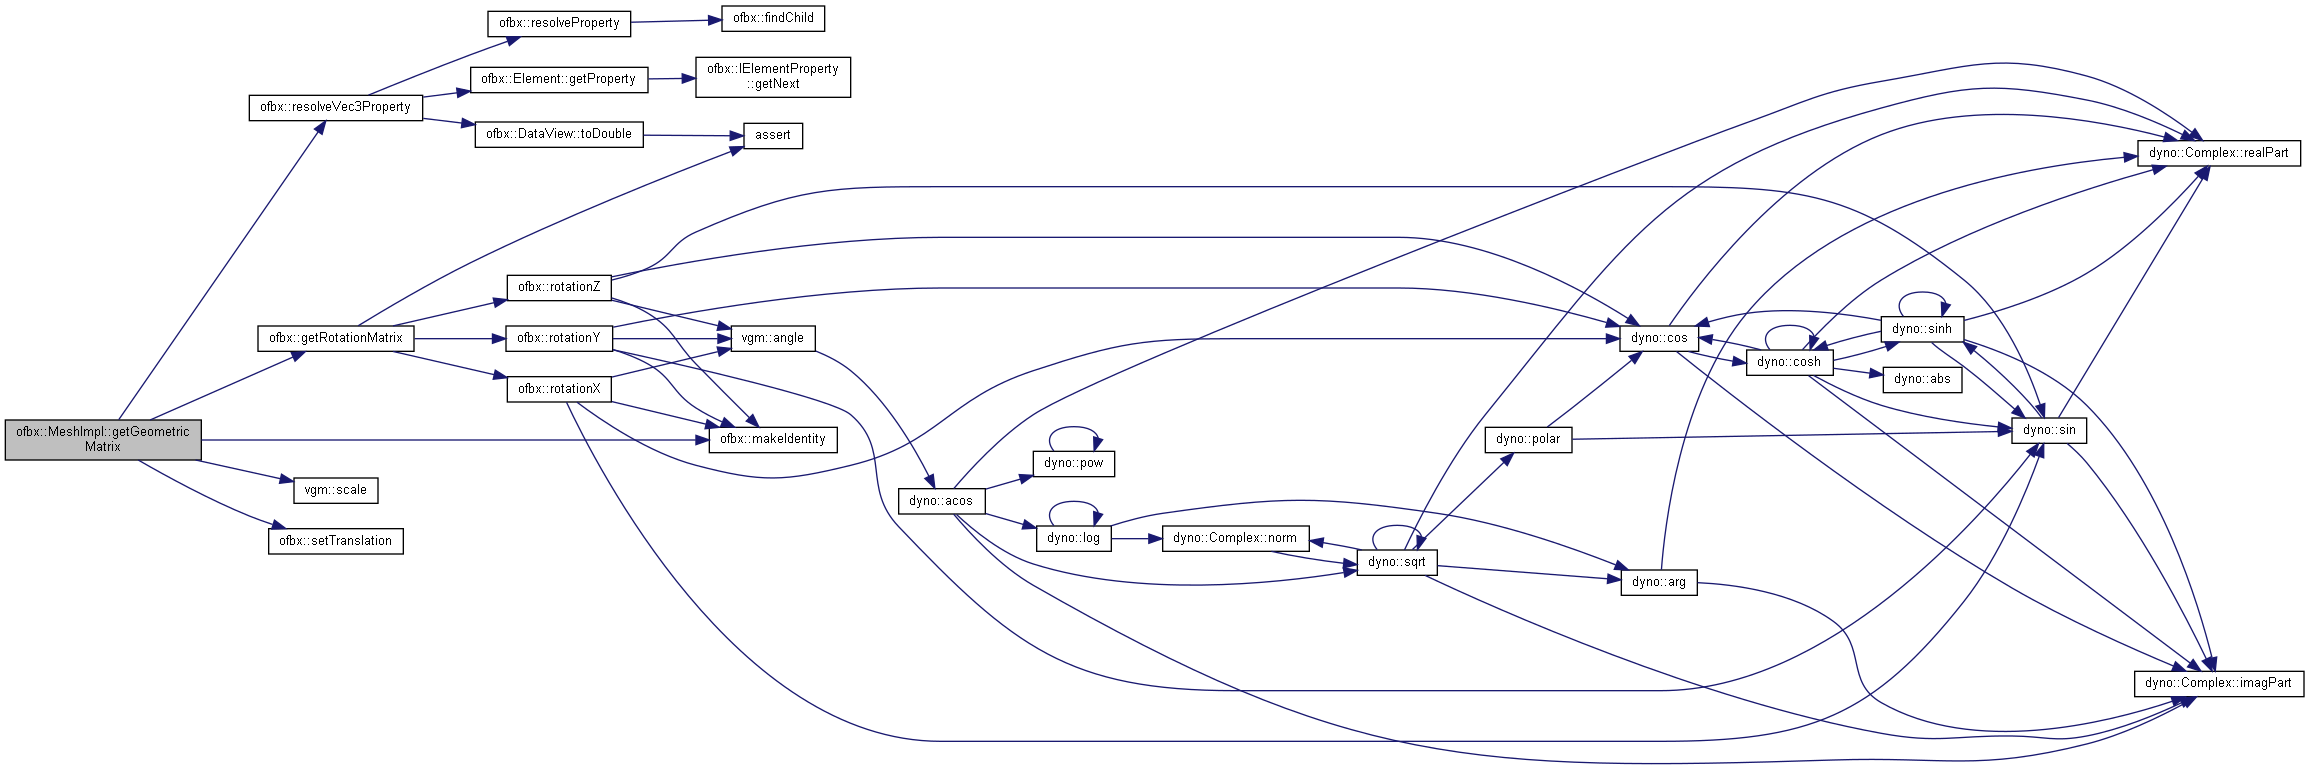 ofbx::resolveProperty
ofbx::findChild
ofbx::Element::getProperty
ofbx::IElementProperty
::getNext
ofbx::resolveVec3Property
ofbx::DataView::toDouble
assert
dyno::Complex::realPart
ofbx::rotationZ
ofbx::getRotationMatrix
ofbx::rotationY
vgm::angle
dyno::cos
dyno::sinh
dyno::cosh
dyno::abs
ofbx::rotationX
ofbx::MeshImpl::getGeometric
Matrix
ofbx::makeIdentity
dyno::polar
dyno::sin
dyno::pow
vgm::scale
dyno::acos
ofbx::setTranslation
dyno::log
dyno::Complex::norm
dyno::sqrt
dyno::arg
dyno::Complex::imagPart